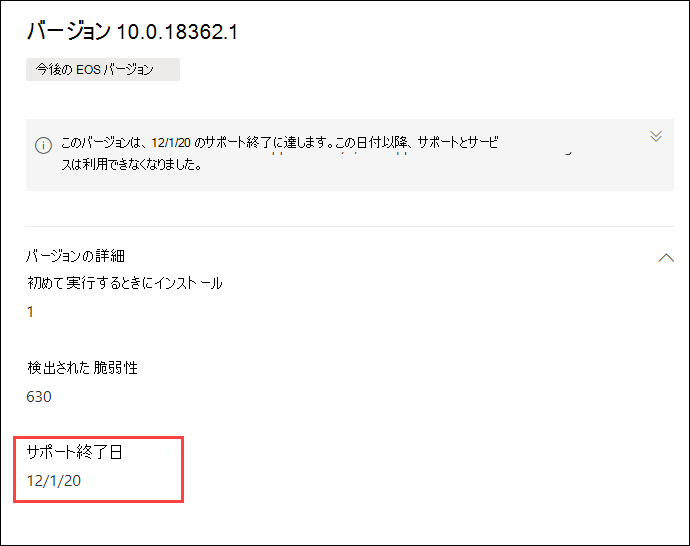 バージョン 10.0.18362.1
今後の EOS バージョン
このバージョンは、12/1/20 のサポート終了に達します。この日付以降、サポートとサービ
スは利用できなくなりました。
バージョンの詳細
初めて実行するときにインストール
1
検出された 脆弱性
630
サポート終了日
12/1/20